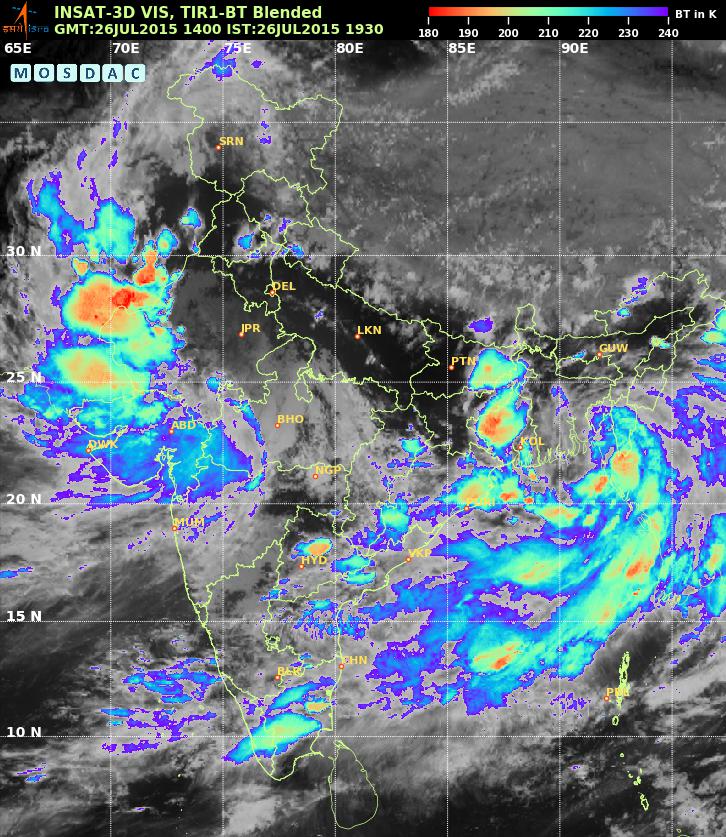 INSAT-3D VIS, TIR1-BT Blended
GMT:26JUL2015 1400 IST:26JUL2015 1930
180 190 200 210 220 230 240 BT in K
65E 70E 75E 80E 85E 90E
MOSDAC
SRN
30 N
DEL
JPR LKN
GUW
PTN
25 N
ABD BHO
DWK KOL
NGP
20 N
MUM
VKP
HYD
15 N
CHN
BLR
PBL
10 N